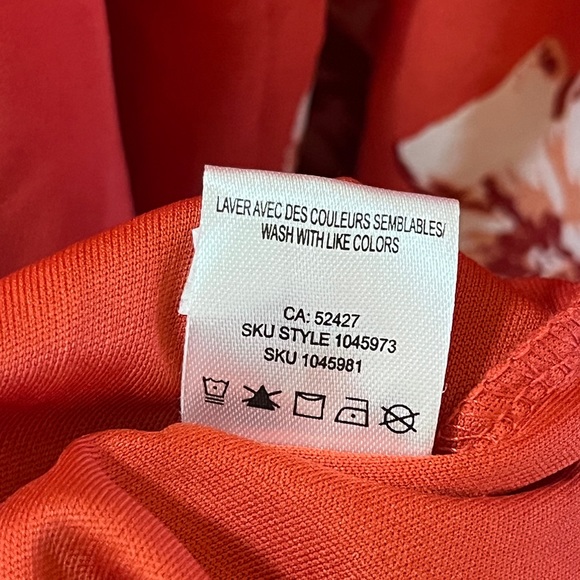 LAVER AVEC DES COULEURS SEMBLABLES/
WASH WITH LIKE COLORS
CA: 52427
SKU STYLE 1045973
SKU 1045981